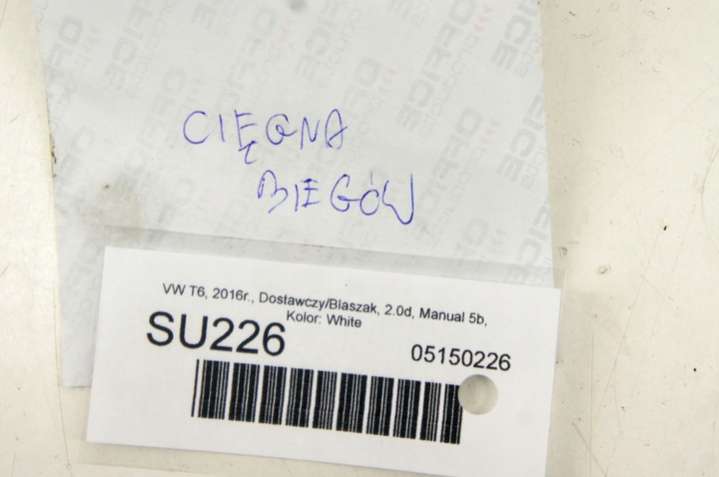 CIĘGNA
BIEGÓW
VW T6, 2016r., Dostawczy/Blaszak, 2.0d, Manual 5b,
Kolor: White
SU226
05150226